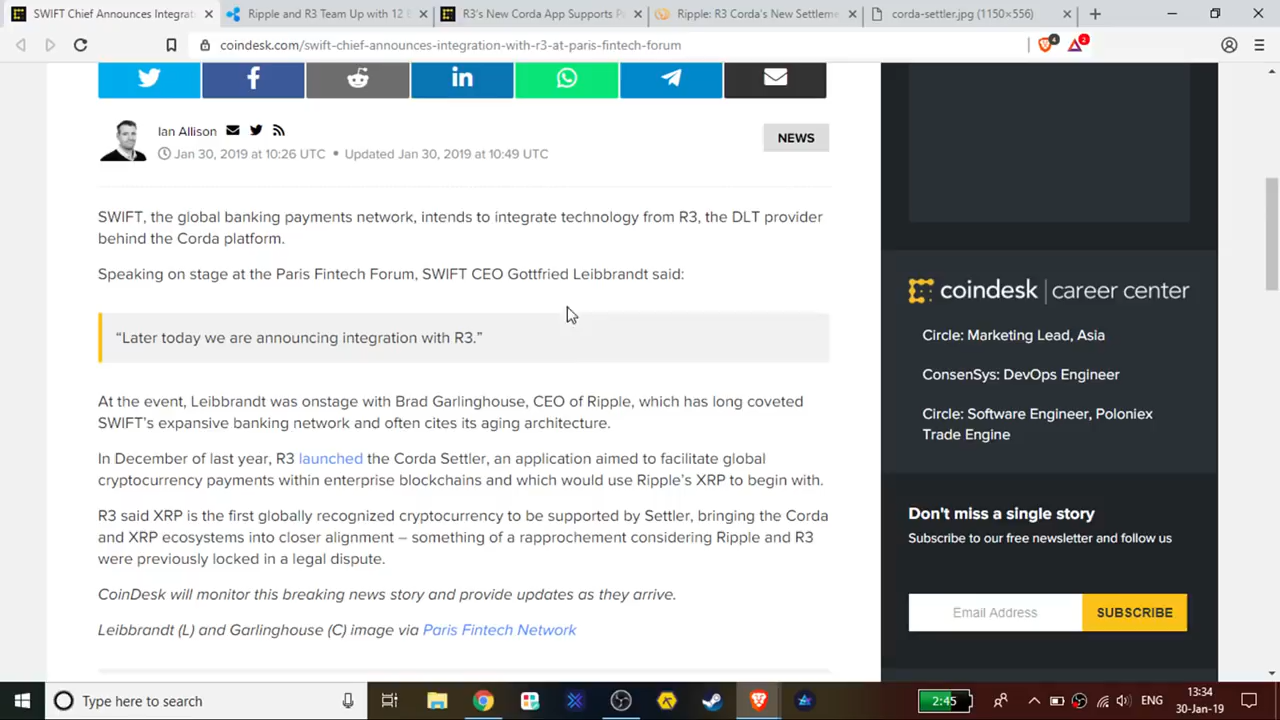 SWIFT Chief Announces Integrat
Ripple and R3 Team Up with 12 B
R3's New Corda App Supports P
Ripple: R3 Corda's New Settleme
corda-settler.jpg (1150×556)
coindesk.com/swift-chief-announces-integration-with-r3-at-paris-fintech-forum
4
2
Ian Allison
Jan 30, 2019 at 10:26 UTC • Updated Jan 30, 2019 at 10:49 UTC
NEWS
SWIFT, the global banking payments network, intends to integrate technology from R3, the DLT provider
behind the Corda platform.
Speaking on stage at the Paris Fintech Forum, SWIFT CEO Gottfried Leibbrandt said:
“Later today we are announcing integration with R3.”
At the event, Leibbrandt was onstage with Brad Garlinghouse, CEO of Ripple, which has long coveted
SWIFT’s expansive banking network and often cites its aging architecture.
In December of last year, R3 launched the Corda Settler, an application aimed to facilitate global
cryptocurrency payments within enterprise blockchains and which would use Ripple’s XRP to begin with.
R3 said XRP is the first globally recognized cryptocurrency to be supported by Settler, bringing the Corda
and XRP ecosystems into closer alignment – something of a rapprochement considering Ripple and R3
were previously locked in a legal dispute.
CoinDesk will monitor this breaking news story and provide updates as they arrive.
Leibbrandt (L) and Garlinghouse (C) image via Paris Fintech Network
coindesk | career center
Circle: Marketing Lead, Asia
ConsenSys: DevOps Engineer
Circle: Software Engineer, Poloniex
Trade Engine
Don't miss a single story
Subscribe to our free newsletter and follow us
Email Address
SUBSCRIBE
Type here to search
2:45
ENG
13:34
30-Jan-19